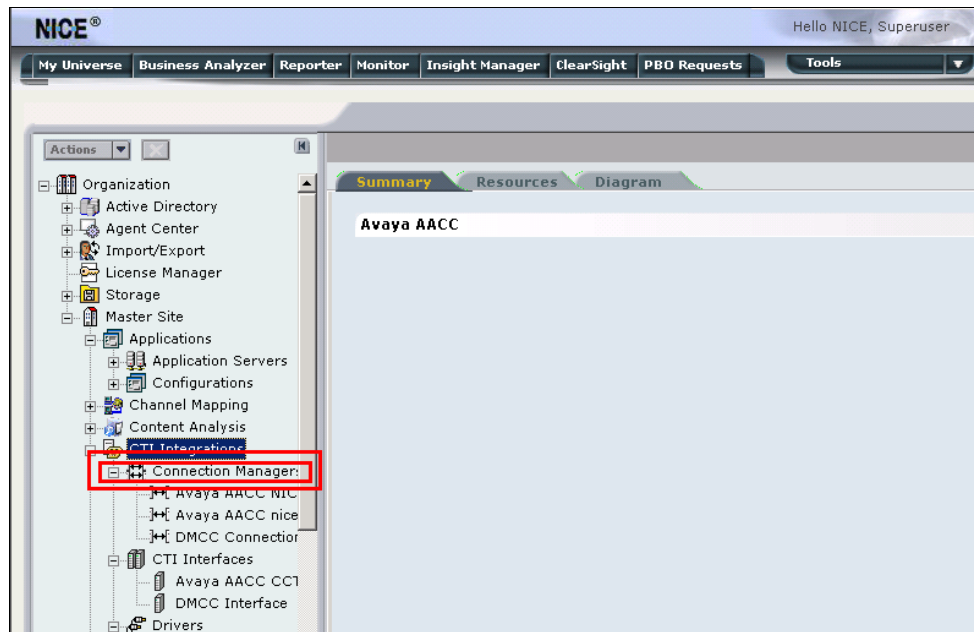 NICE®
Hello NICE, Superuser
My Universe Business Analyzer Reporter Monitor Insight Manager ClearSight PBO Requests Tools
Actions
Summary Resources Diagram
Avaya AACC
Organization
Active Directory
Agent Center
Import/Export
License Manager
Storage
Master Site
Applications
Application Servers
Configurations
Channel Mapping
Content Analysis
CTI Integrations
Connection Manager
Avaya AACC NIC
Avaya AACC nice
DMCC Connection
CTI Interfaces
Avaya AACC CCT
DMCC Interface
Drivers